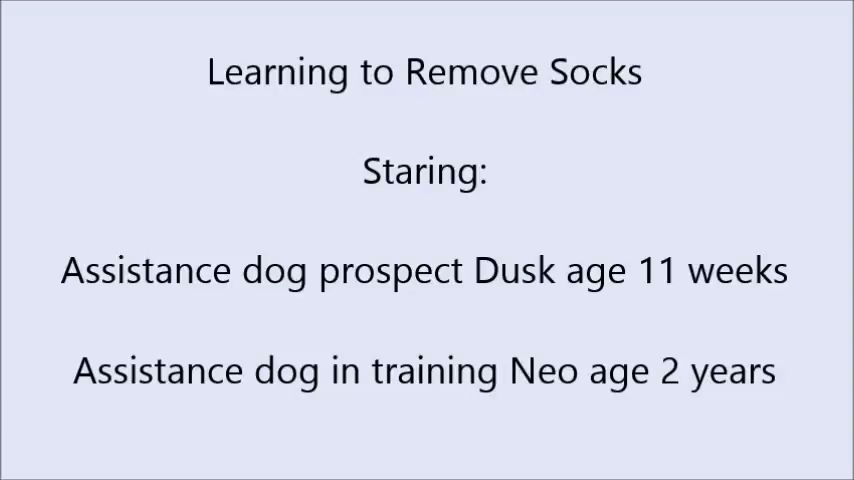 Learning to Remove Socks
Staring:
Assistance dog prospect Dusk age 11 weeks
Assistance dog in training Neo age 2 years